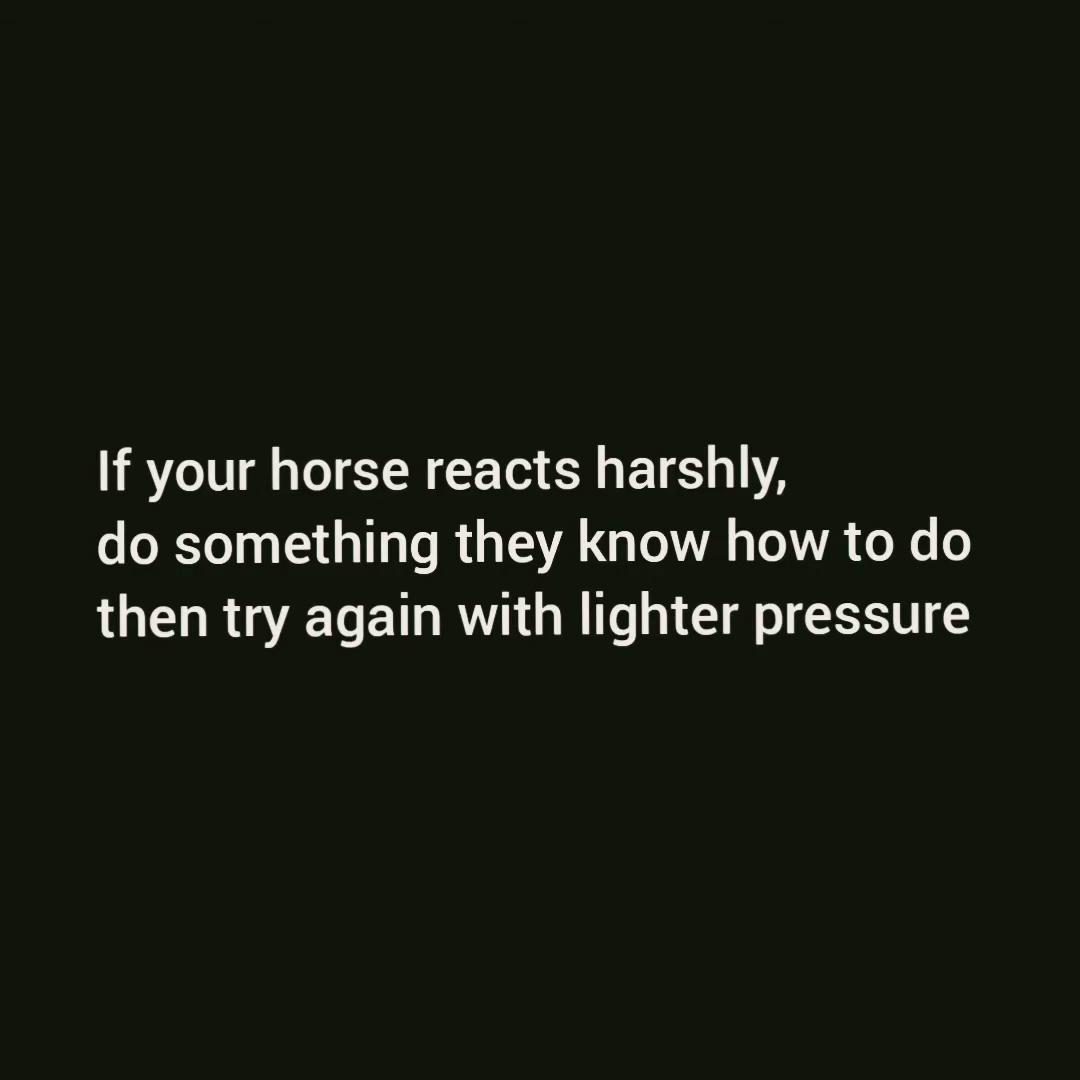 If your horse reacts harshly,
do something they know how to do
then try again with lighter pressure